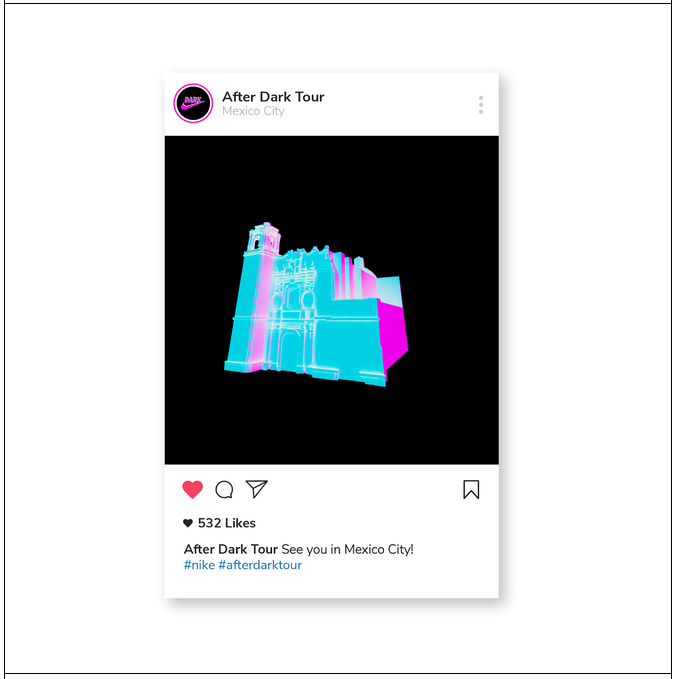 DARK
After Dark Tour
Mexico City
532 Likes
After Dark Tour See you in Mexico City!
#nike #afterdarktour